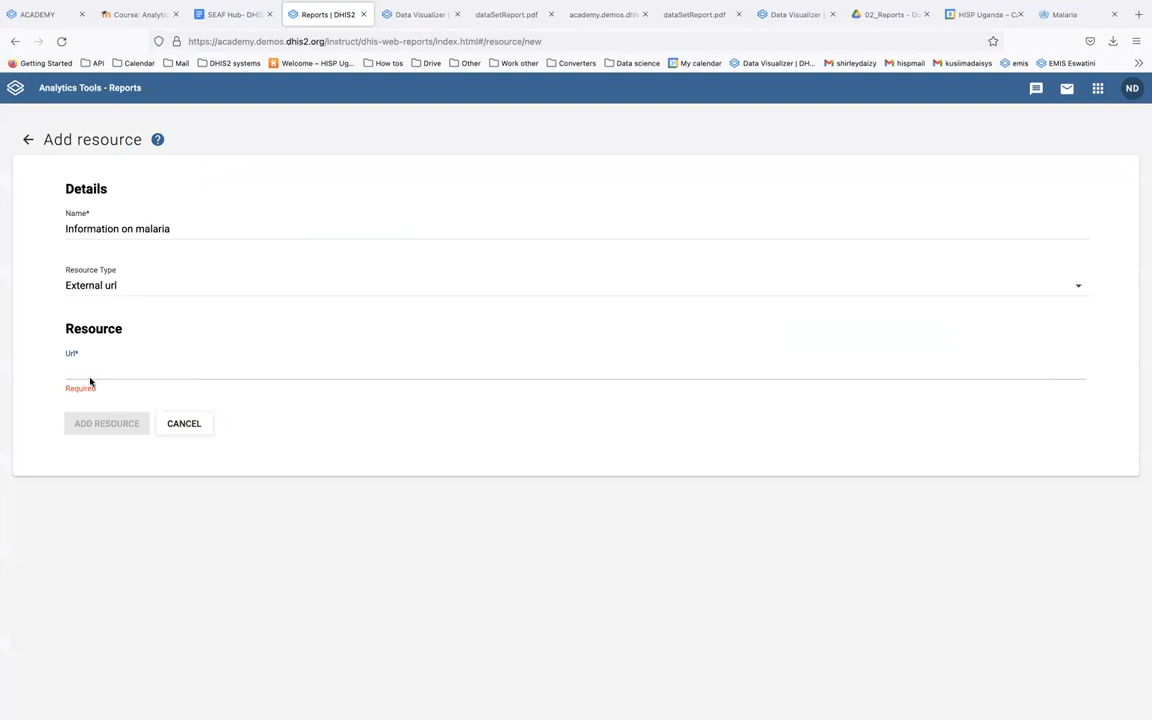 ACADEMY
Course: Analytic
SEAF Hub- DHIS
Reports | DHIS2
Data Visualizer |
dataSetReport.pdf
academy.demos.dhis
dataSetReport.pdf
Data Visualizer |
02_Reports - Go
HISP Uganda – Ca
Malaria
https://academy.demos.dhis2.org/instruct/dhis-web-reports/index.html#/resource/new
Getting Started
API
Calendar
Mail
DHIS2 systems
Welcome – HISP Ug...
How tos
Drive
Other
Work other
Converters
Data science
My calendar
Data Visualizer | DH...
shirleydaizy
hispmail
kusiimadaisys
emis
EMIS Eswatini
Analytics Tools - Reports
ND
Add resource
Details
Name*
Information on malaria
Resource Type
External url
Resource
Url*
Required
ADD RESOURCE
CANCEL